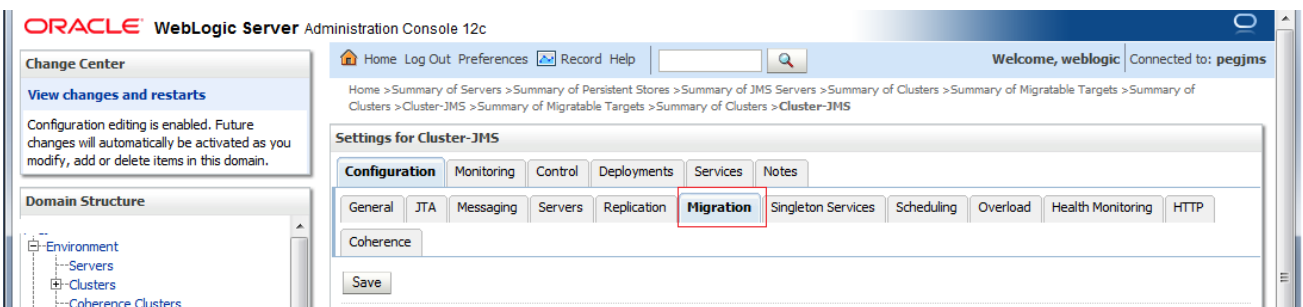 ORACLE WebLogic Server Administration Console 12c
Change Center
View changes and restarts
Configuration editing is enabled. Future
changes will automatically be activated as you
modify, add or delete items in this domain.
Domain Structure
Environment
Servers
Clusters
Coherence Clusters
Home Log Out Preferences Record Help
Welcome, weblogic Connected to: pegjms
Home >Summary of Servers >Summary of Persistent Stores >Summary of JMS Servers >Summary of Clusters >Summary of Migratable Targets >Summary of
Clusters >Cluster-JMS >Summary of Migratable Targets >Summary of Clusters >Cluster-JMS
Settings for Cluster-JMS
Configuration Monitoring Control Deployments Services Notes
General JTA Messaging Servers Replication Migration Singleton Services Scheduling Overload Health Monitoring HTTP
Coherence
Save